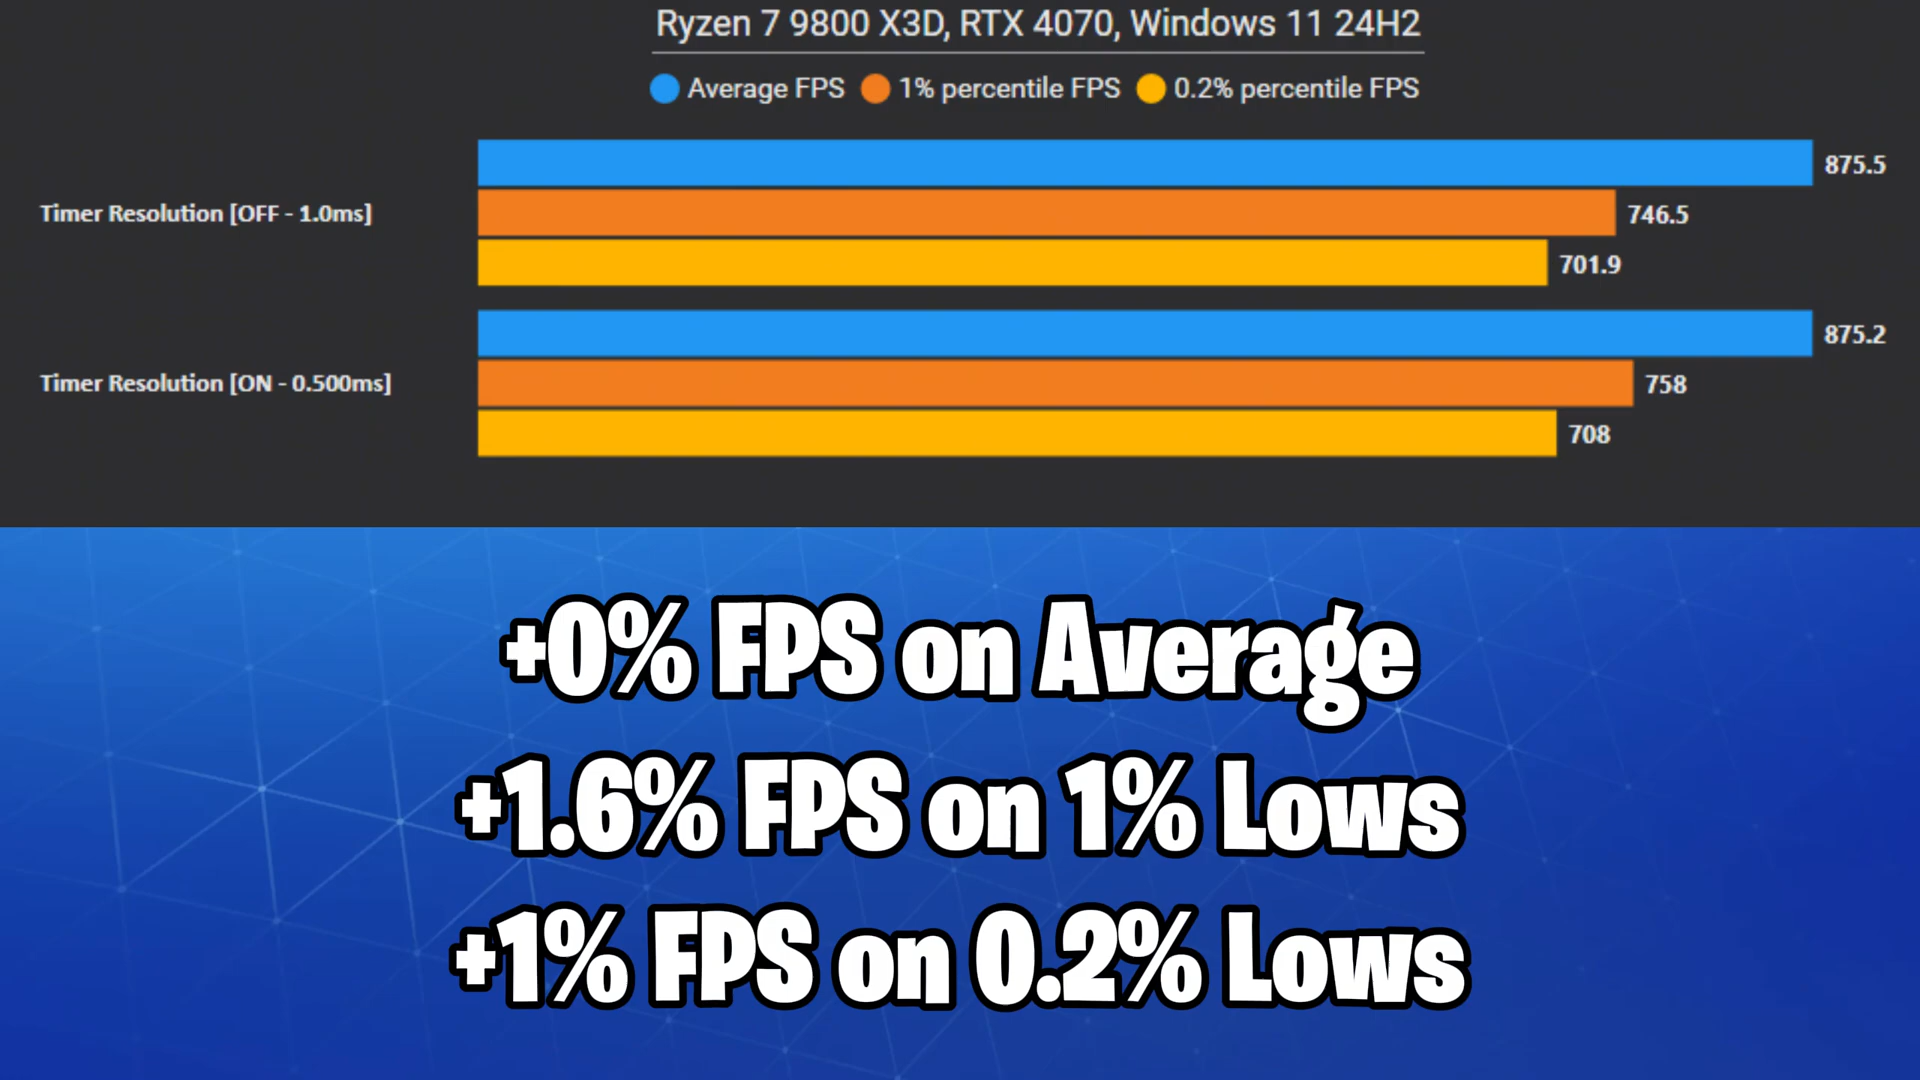 Ryzen 7 9800 X3D, RTX 4070, Windows 11 24H2
Average FPS 1% percentile FPS 0.2% percentile FPS
875.5
Timer Resolution [OFF - 1.0ms] 746.5
701.9
875.2
Timer Resolution [ON - 0.500ms] 758
708
+0% FPS on Average
+1.6% FPS on 1% Lows
+1% FPS on 0.2% Lows